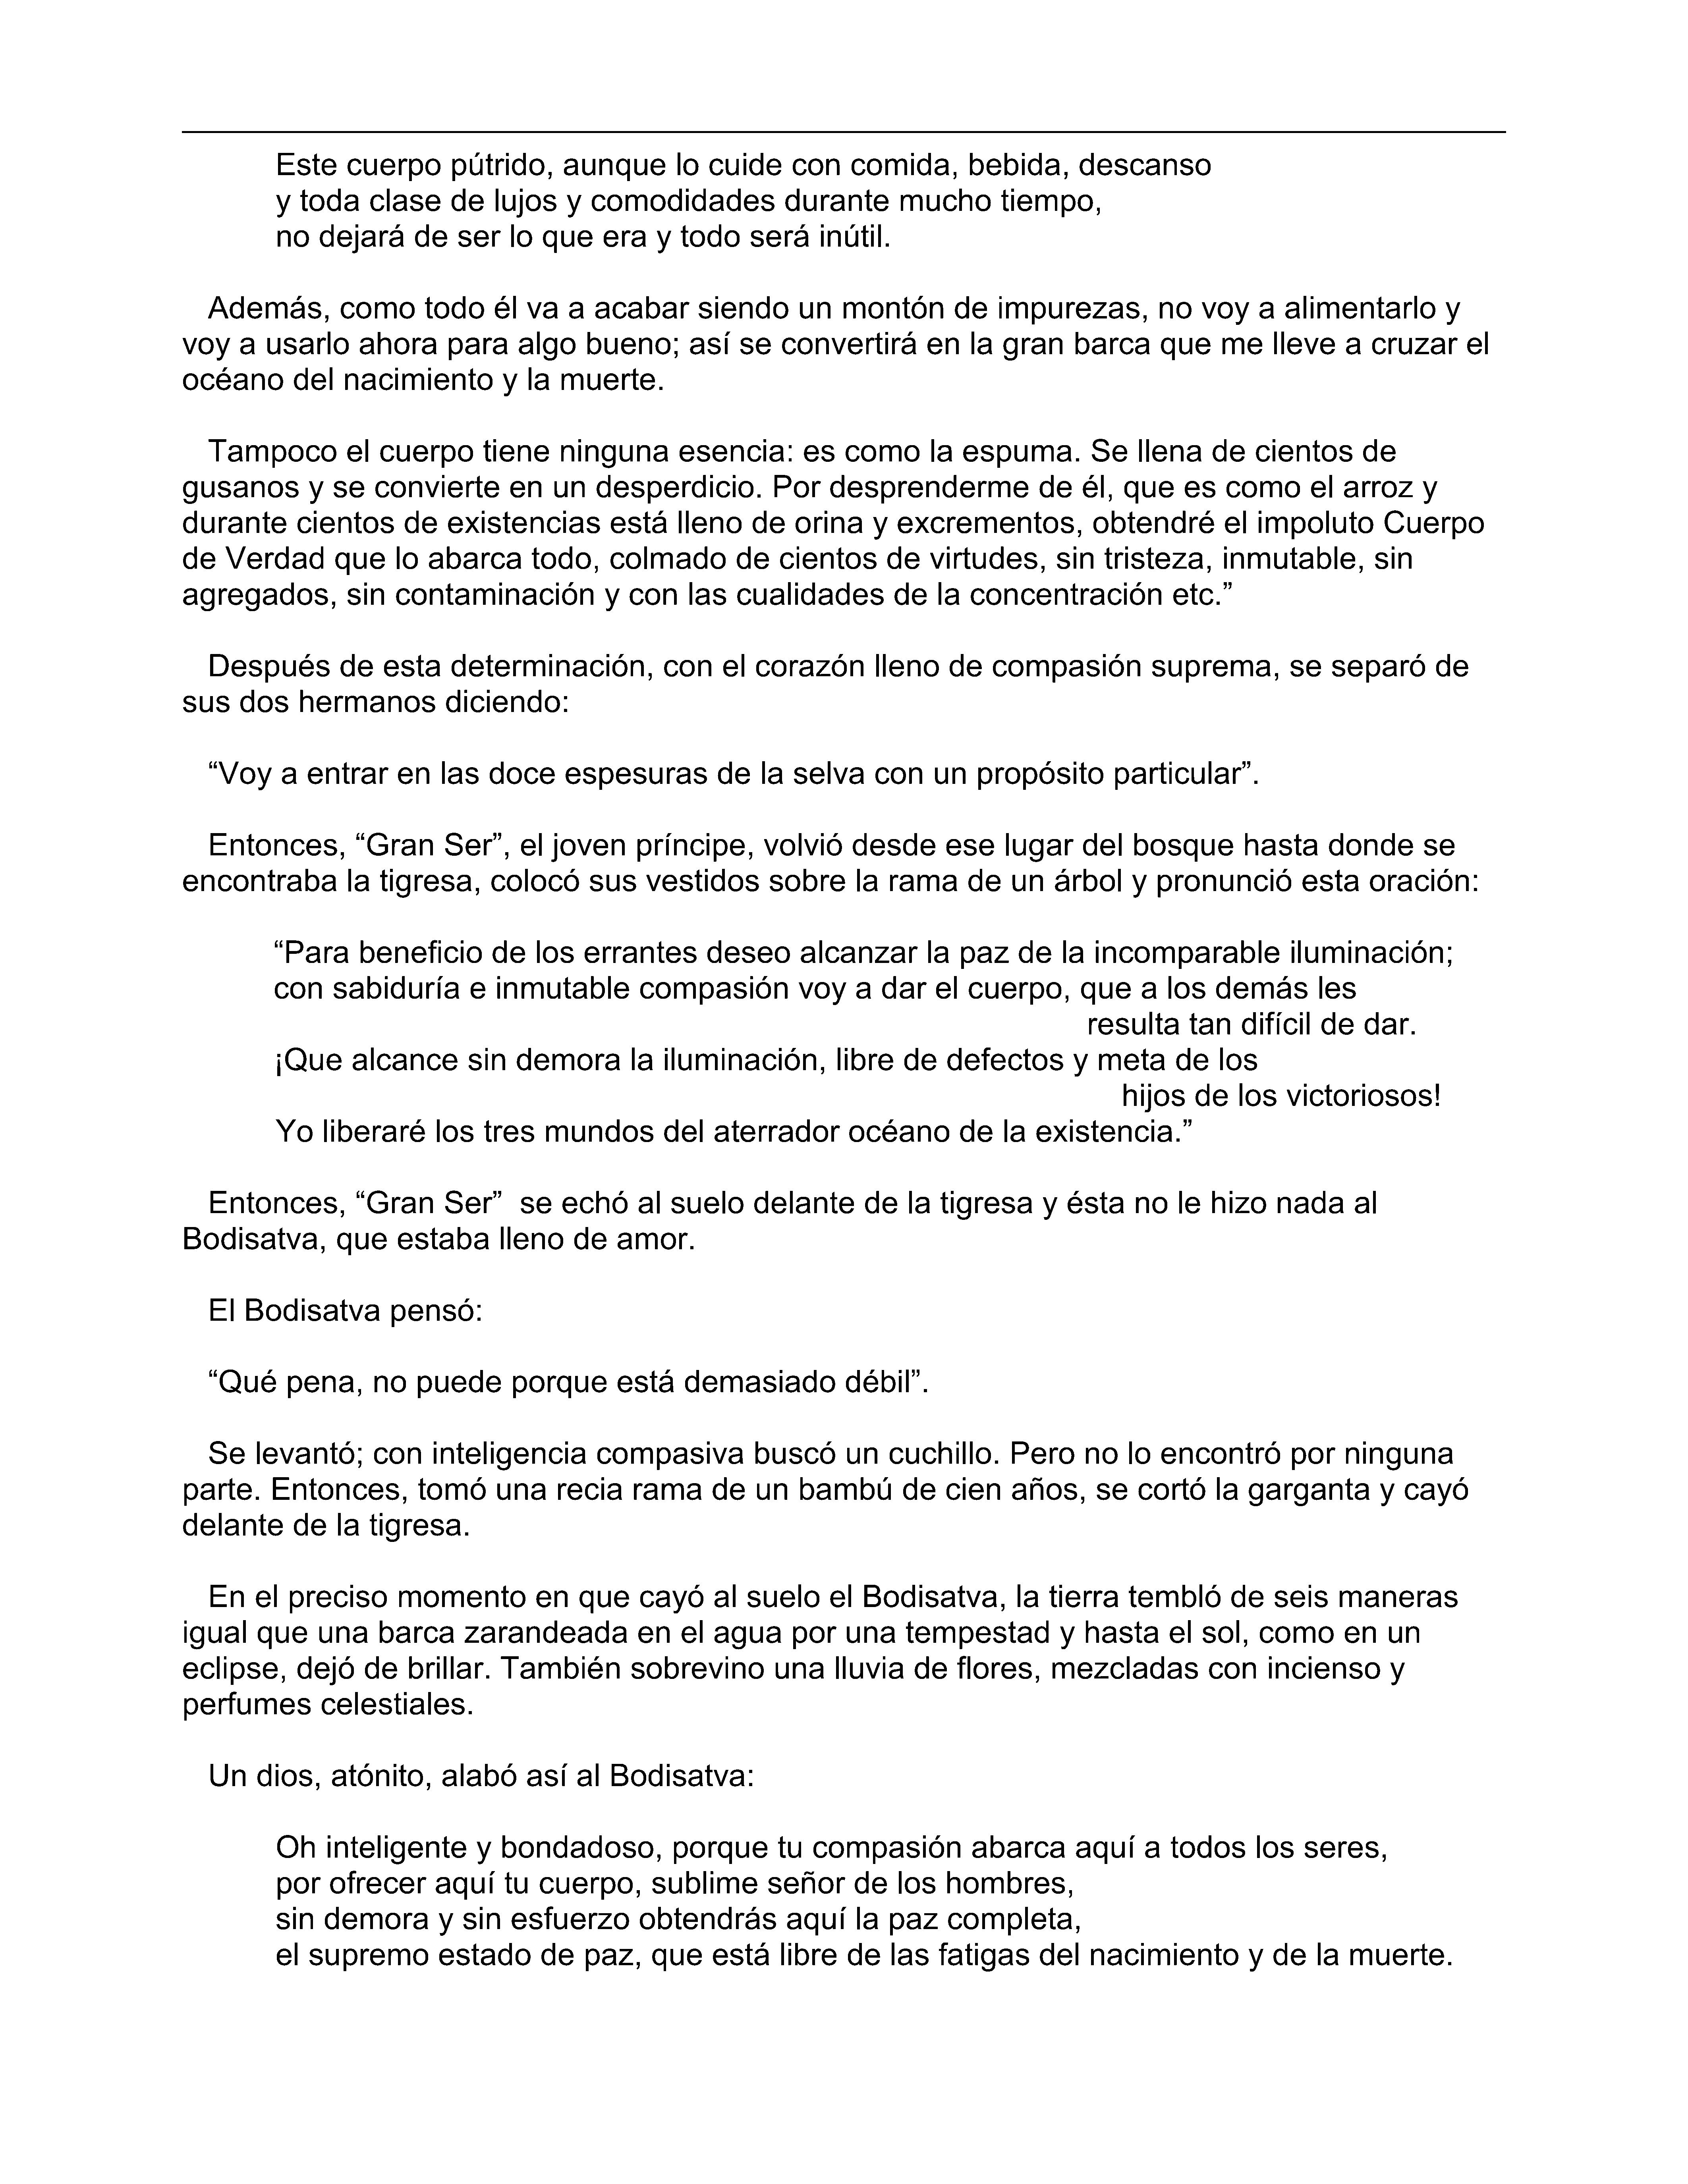 Este cuerpo pútrido, aunque lo cuide con comida, bebida, descanso
y toda clase de lujos y comodidades durante mucho tiempo,
no dejará de ser lo que era y todo será inútil.
Además, como todo él va a acabar siendo un montón de impurezas, no voy a alimentarlo y
voy a usarlo ahora para algo bueno; así se convertirá en la gran barca que me lleve a cruzar el
océano del nacimiento y la muerte.
Tampoco el cuerpo tiene ninguna esencia: es como la espuma. Se llena de cientos de
gusanos y se convierte en un desperdicio. Por desprenderme de él, que es como el arroz y
durante cientos de existencias está lleno de orina y excrementos, obtendré el impoluto Cuerpo
de Verdad que lo abarca todo, colmado de cientos de virtudes, sin tristeza, inmutable, sin
agregados, sin contaminación y con las cualidades de la concentración etc.”
Después de esta determinación, con el corazón lleno de compasión suprema, se separó de
sus dos hermanos diciendo:
“Voy a entrar en las doce espesuras de la selva con un propósito particular”.
Entonces, “Gran Ser”, el joven príncipe, volvió desde ese lugar del bosque hasta donde se
encontraba la tigresa, colocó sus vestidos sobre la rama de un árbol y pronunció esta oración:
“Para beneficio de los errantes deseo alcanzar la paz de la incomparable iluminación;
con sabiduría e inmutable compasión voy a dar el cuerpo, que a los demás les
resulta tan difícil de dar.
¡Que alcance sin demora la iluminación, libre de defectos y meta de los
hijos de los victoriosos!
Yo liberaré los tres mundos del aterrador océano de la existencia.”
Entonces, “Gran Ser”  se echó al suelo delante de la tigresa y ésta no le hizo nada al
Bodisatva, que estaba lleno de amor.
El Bodisatva pensó:
“Qué pena, no puede porque está demasiado débil”.
Se levantó; con inteligencia compasiva buscó un cuchillo. Pero no lo encontró por ninguna
parte. Entonces, tomó una recia rama de un bambú de cien años, se cortó la garganta y cayó
delante de la tigresa.
En el preciso momento en que cayó al suelo el Bodisatva, la tierra tembló de seis maneras
igual que una barca zarandeada en el agua por una tempestad y hasta el sol, como en un
eclipse, dejó de brillar. También sobrevino una lluvia de flores, mezcladas con incienso y
perfumes celestiales.
Un dios, atónito, alabó así al Bodisatva:
Oh inteligente y bondadoso, porque tu compasión abarca aquí a todos los seres,
por ofrecer aquí tu cuerpo, sublime señor de los hombres,
sin demora y sin esfuerzo obtendrás aquí la paz completa,
el supremo estado de paz, que está libre de las fatigas del nacimiento y de la muerte.